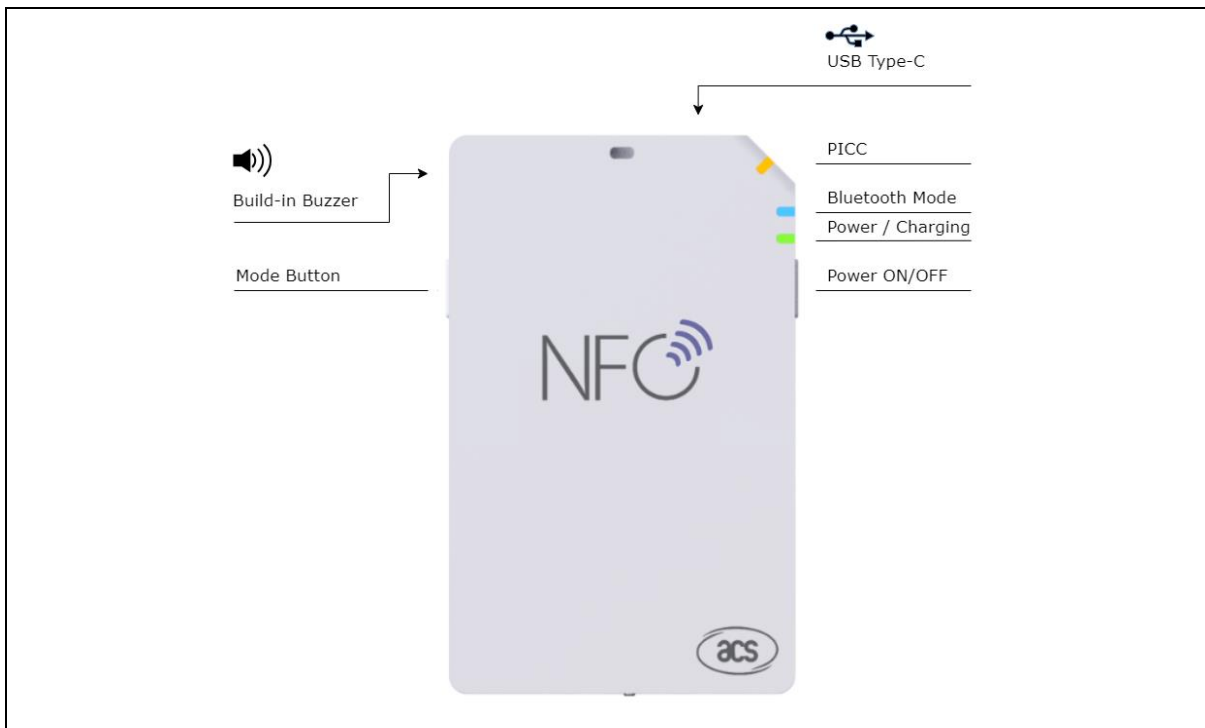 USB Type-C
PICC
Build-in Buzzer
Bluetooth Mode
Power / Charging
Mode Button
Power ON/OFF
NFC
acs